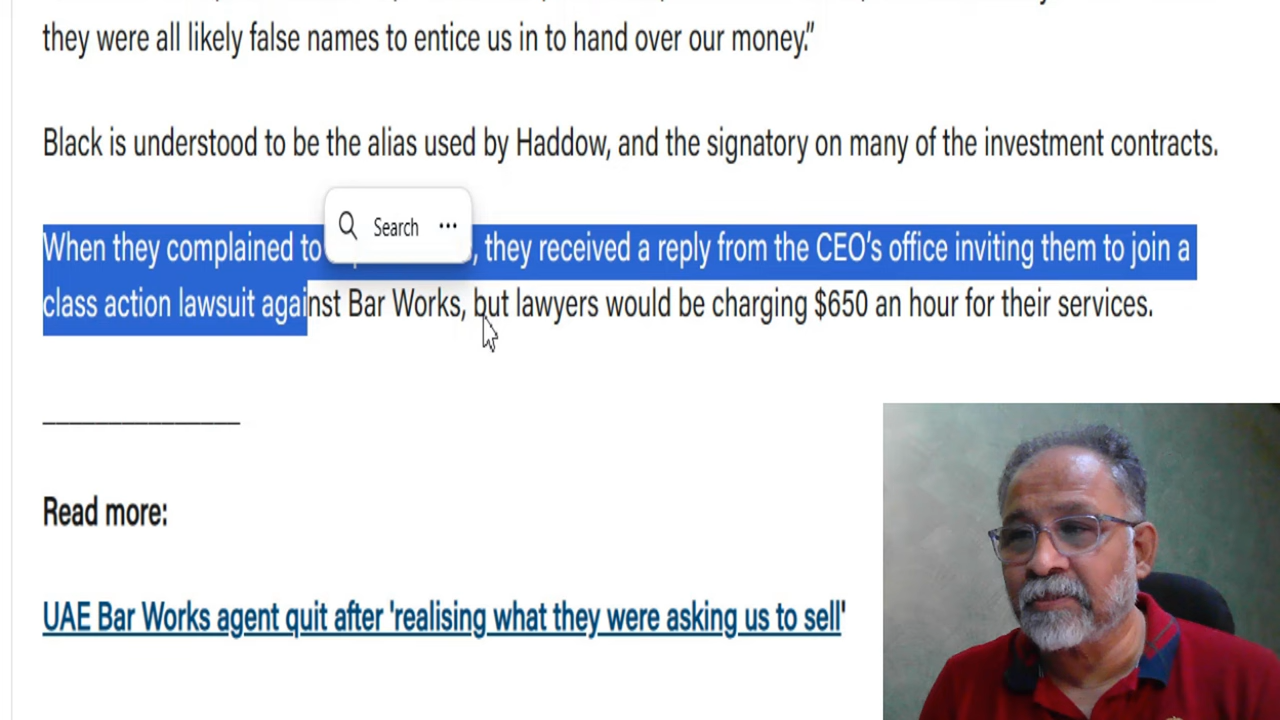 they were all likely false names to entice us in to hand over our money.”
Black is understood to be the alias used by Haddow, and the signatory on many of the investment contracts.
Search ...
When they complained to , they received a reply from the CEO’s office inviting them to join a
class action lawsuit against Bar Works, but lawyers would be charging $650 an hour for their services.
_______________
Read more:
UAE Bar Works agent quit after 'realising what they were asking us to sell'